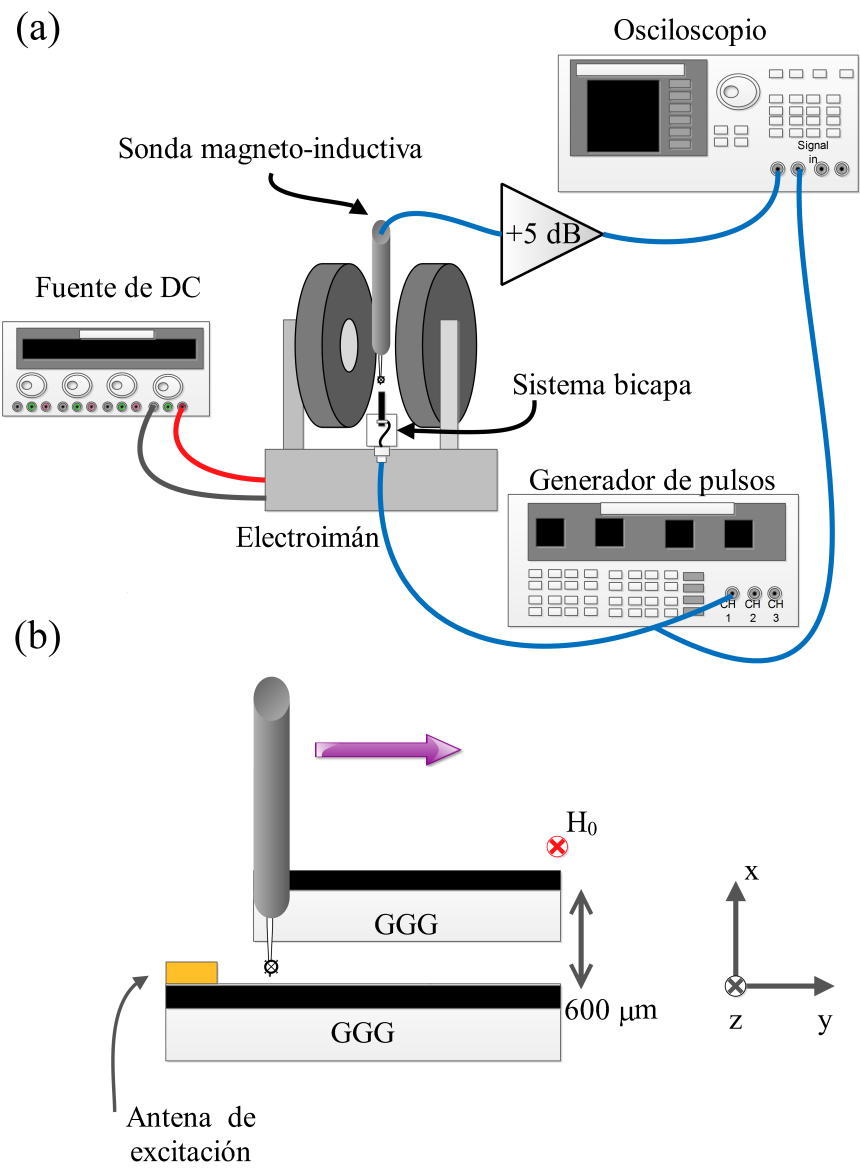 (a)
Osciloscopio
Signal
in
Sonda magneto-inductiva
+5 dB
Fuente de DC
Sistema bicapa
Generador de pulsos
CH
1
CH
2
CH
3
Electroimán
(b)
H₀
GGG
x
600 μm
GGG
z
y
Antena de
excitación